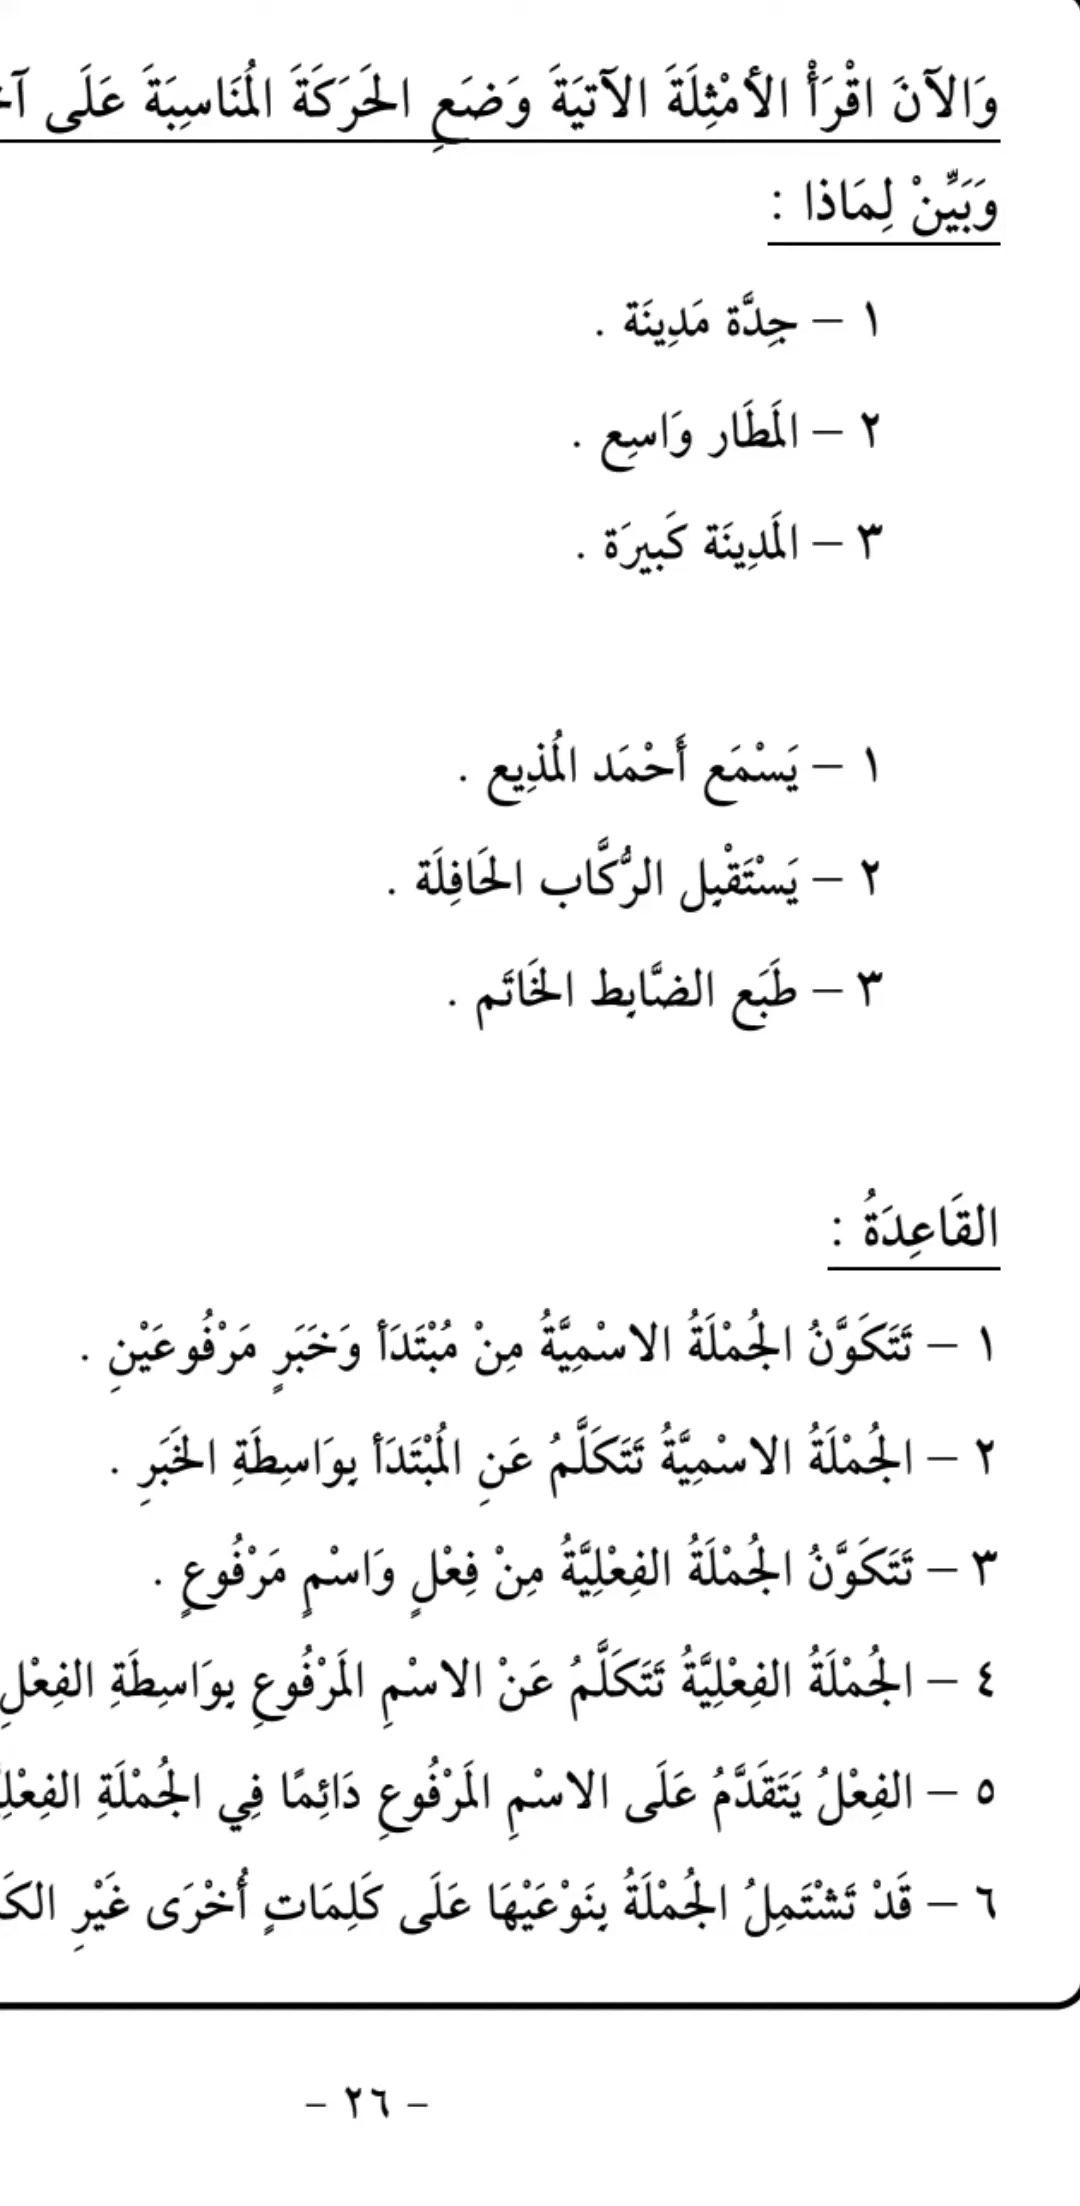 وَالآنَ اقْرَأْ الأَمْثِلَةَ الآتِيَةَ وَضَعِ الحَرَكَةَ المُنَاسِبَةَ عَلَى
وَبَيِّنْ لِمَاذا :
١ – جِدَّة مَدِينَة .
٢ – المَطَار وَاسِع .
٣ – المَدِينَة كَبِيرَة .
١ – يَسْمَع أَحْمَد المُذِيع .
٢ – يَسْتَقْبِل الرُّكَّاب الحَافِلَة .
٣ – طَبَع الضَّابِط الخَاتَم .
القَاعِدَةُ :
١ – تَتَكَوَّنُ الجُمْلَةُ الاسْمِيَّةُ مِنْ مُبْتَدَأ وَخَبَرٍ مَرْفُوعَيْنِ .
٢ – الجُمْلَةُ الاسْمِيَّةُ تَتَكَلَّمُ عَنِ المُبْتَدَأ بِوَاسِطَةِ الخَبَرِ .
٣ – تَتَكَوَّنُ الجُمْلَةُ الفِعْلِيَّةُ مِنْ فِعْلٍ وَاسْمٍ مَرْفُوعٍ .
٤ – الجُمْلَةُ الفِعْلِيَّةُ تَتَكَلَّمُ عَنْ الاسْمِ المَرْفُوعِ بِوَاسِطَةِ الفِعْلِ
٥ – الفِعْلُ يَتَقَدَّمُ عَلَى الاسْمِ المَرْفُوعِ دَائِمًا فِي الجُمْلَةِ
٦ – قَدْ تَشْتَمِلُ الجُمْلَةُ بِنَوْعَيْهَا عَلَى كَلِمَاتٍ أُخْرَى غَيْرِ
– ٢٦ –